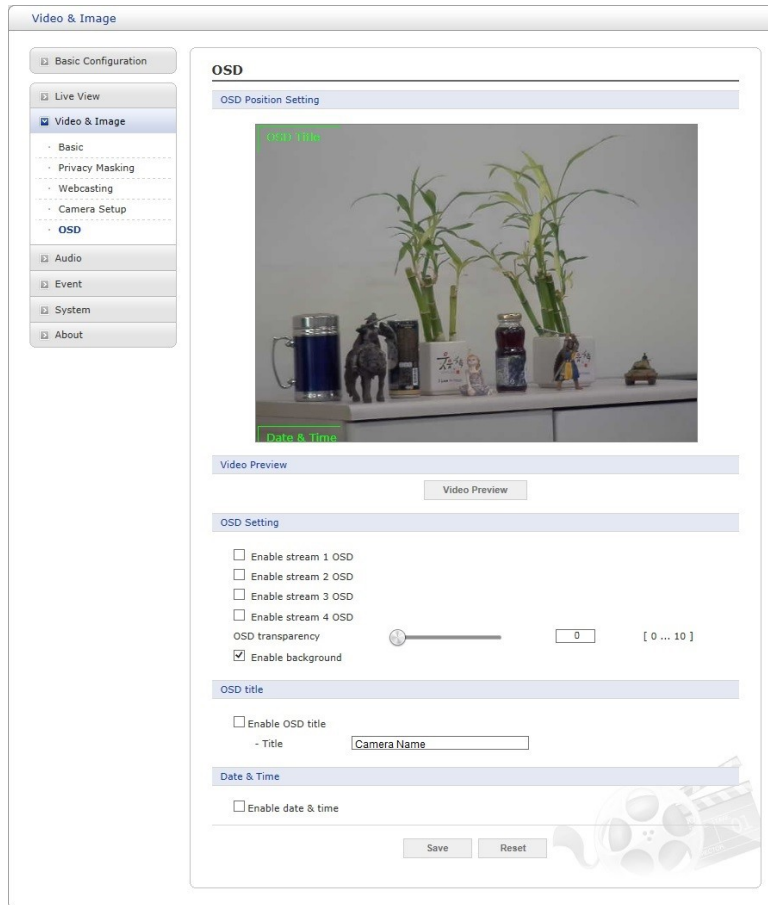 Video & Image
Basic Configuration
Live View
Video & Image
Basic
Privacy Masking
Webcasting
Camera Setup
OSD
Audio
Event
System
About
OSD
OSD Position Setting
OSD Title
Date & Time
Video Preview
Video Preview
OSD Setting
Enable stream 1 OSD
Enable stream 2 OSD
Enable stream 3 OSD
Enable stream 4 OSD
OSD transparency 0 [ 0 ... 10 ]
Enable background
OSD title
Enable OSD title
- Title Camera Name
Date & Time
Enable date & time
Save Reset